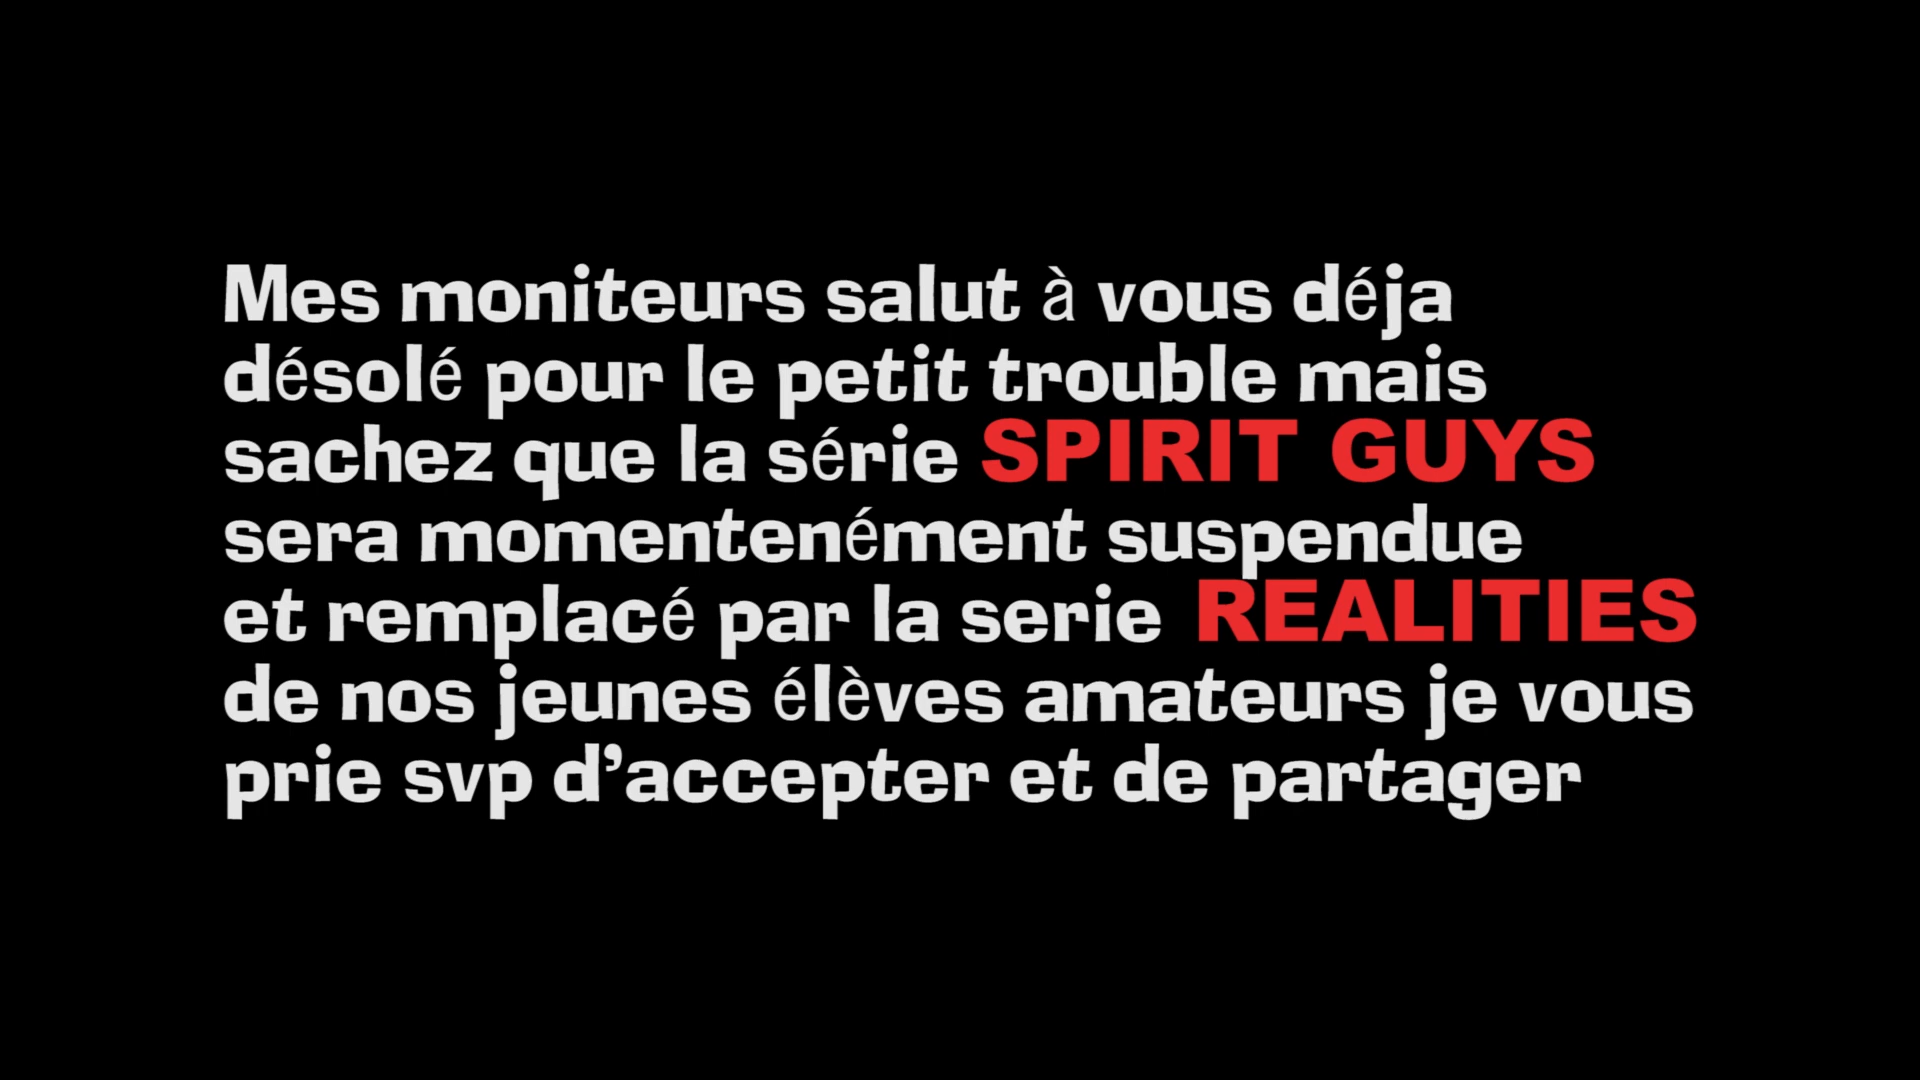 Mes moniteurs salut à vous déja
désolé pour le petit trouble mais
sachez que la série SPIRIT GUYS
sera momentenément suspendue
et remplacé par la serie REALITIES
de nos jeunes élèves amateurs je vous
prie svp d'accepter et de partager